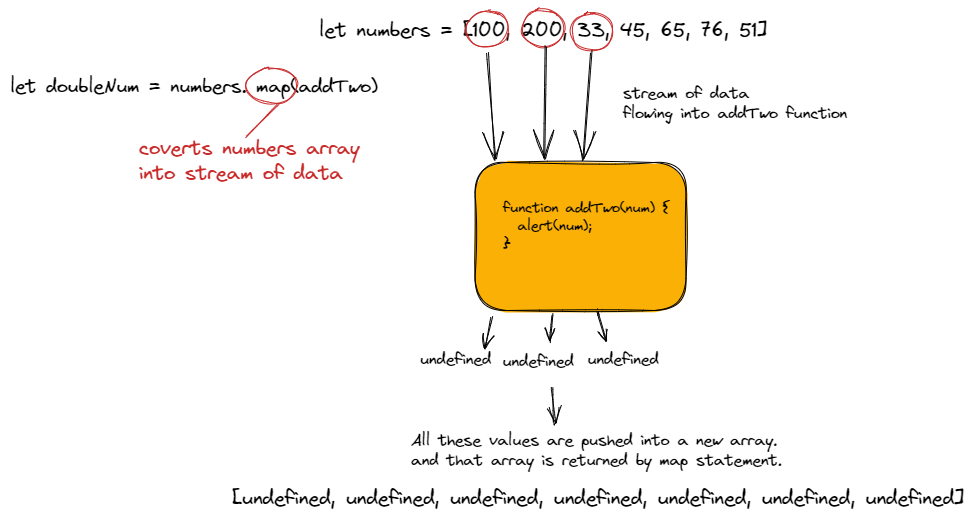 let numbers = [100, 200, 33, 45, 65, 76, 51]
let doubleNum = numbers. map(addTwo)
stream of data
flowing into addTwo function
coverts numbers array
into stream of data
function addTwo(num) {
alert(num);
}
undefined undefined undefined
All these values are pushed into a new array.
and that array is returned by map statement.
[undefined, undefined, undefined, undefined, undefined, undefined, undefined]